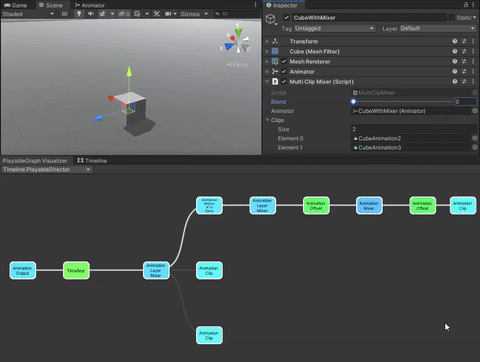 Game
Scene
Animator
Shaded
2D
Gizmos
All
Persp
Inspector
CubeWithMixer
Static
Tag Untagged
Layer Default
Transform
Cube (Mesh Filter)
Mesh Renderer
Animator
Multi Clip Mixer (Script)
Script MultiClipMixer
Blend 0
Animator CubeWithMixer (Animator)
Clips
Size 2
Element 0 CubeAnimation2
Element 1 CubeAnimation3
PlayableGraph Visualizer
Timeline
Timeline.PlayableDirector
Animation
Output
Timeline
Animation
Layer
Mixer
Animation
Motion
Animation
Layer
Mixer
Animation
Offset
Animation
Mixer
Animation
Offset
Animation
Clip
Animation
Clip
Animation
Clip